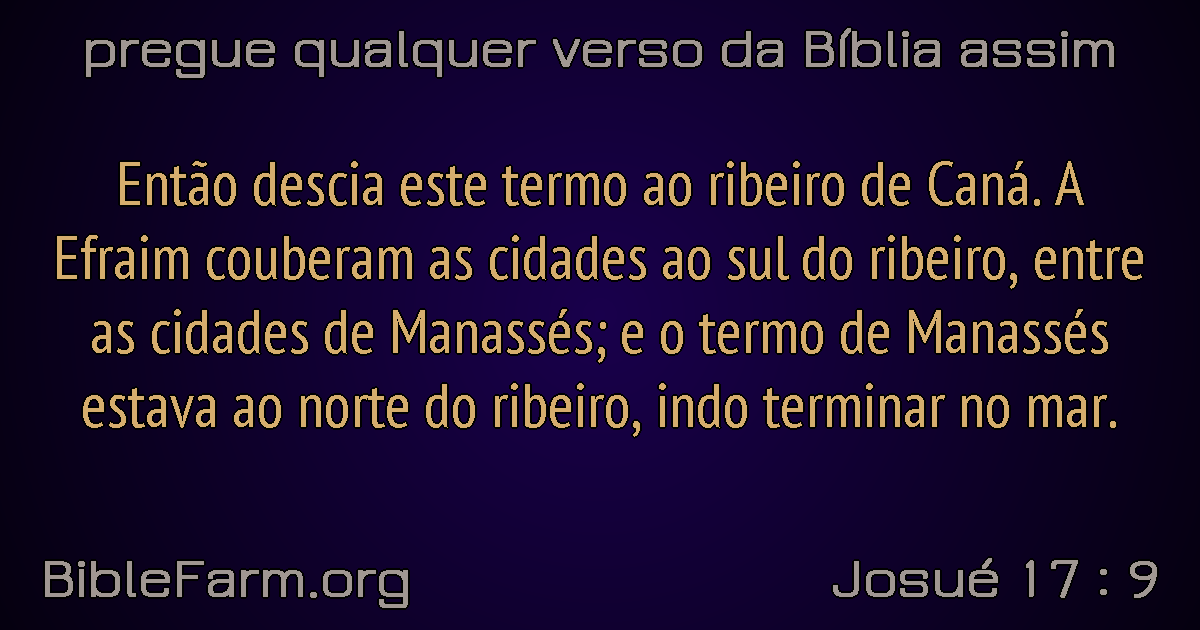 pregue qualquer verso da Bíblia assim
Então descia este termo ao ribeiro de Caná. A
Efraim couberam as cidades ao sul do ribeiro, entre
as cidades de Manassés; e o termo de Manassés
estava ao norte do ribeiro, indo terminar no mar.
BibleFarm.org
Josué 17 : 9